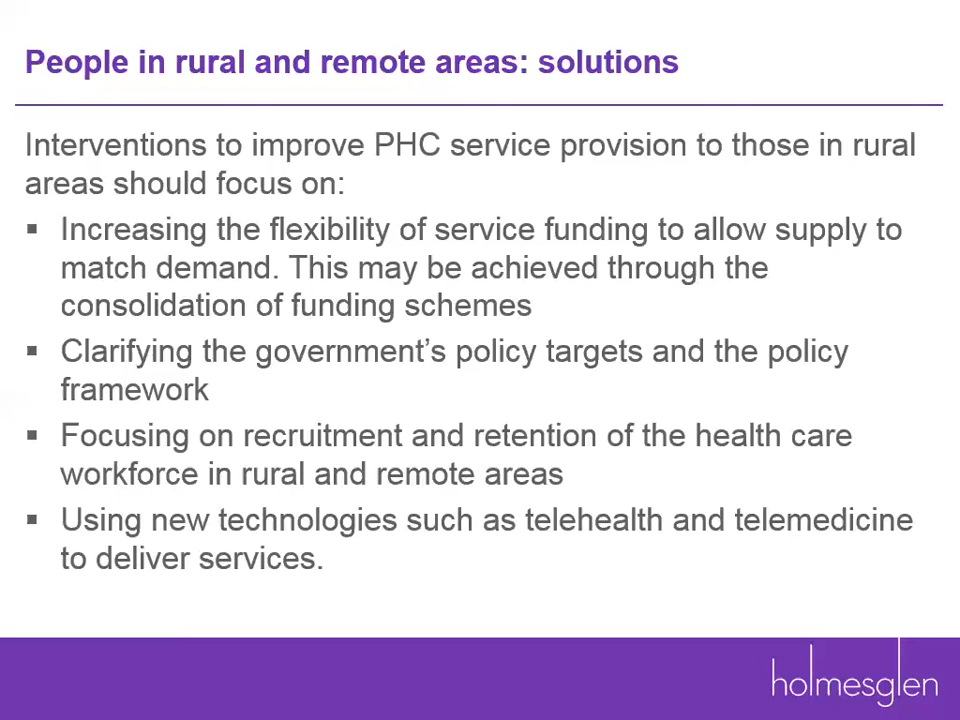 People in rural and remote areas: solutions
Interventions to improve PHC service provision to those in rural
areas should focus on:
▪ Increasing the flexibility of service funding to allow supply to
match demand. This may be achieved through the
consolidation of funding schemes
▪ Clarifying the government’s policy targets and the policy
framework
▪ Focusing on recruitment and retention of the health care
workforce in rural and remote areas
▪ Using new technologies such as telehealth and telemedicine
to deliver services.
holmesglen